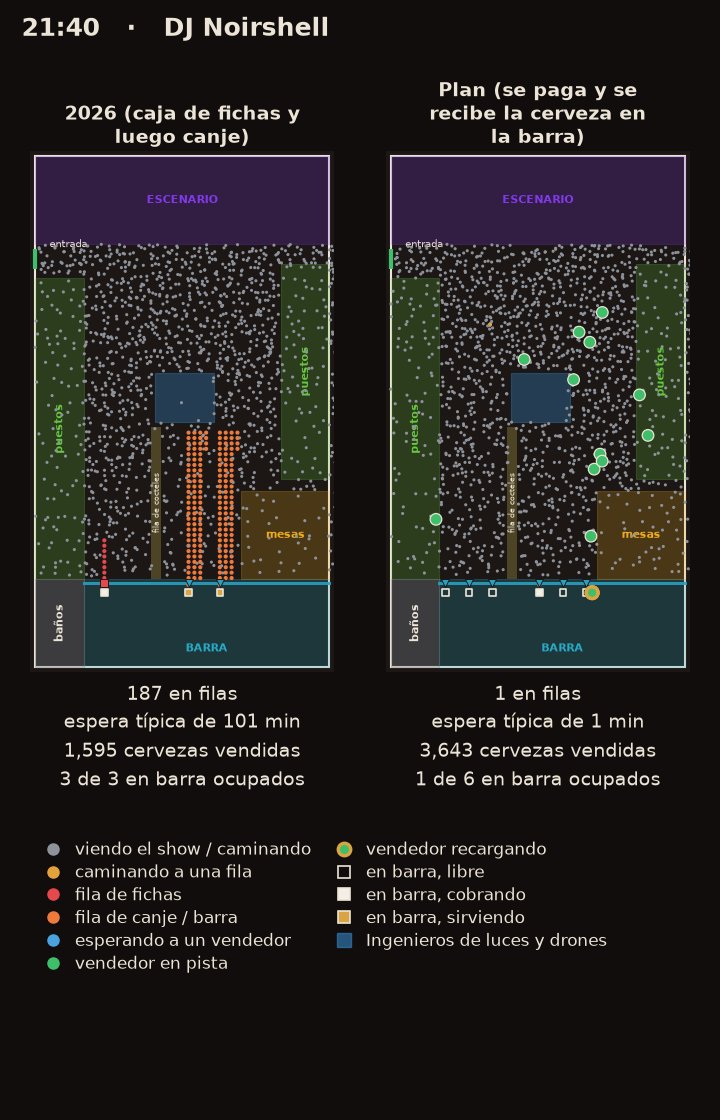 21:40 · DJ Noirshell
2026 (caja de fichas y
luego canje)
ESCENARIO
entrada
puestos
puestos
fila de cocteles
mesas
baños
BARRA
187 en filas
espera típica de 101 min
1,595 cervezas vendidas
3 de 3 en barra ocupados
Plan (se paga y se
recibe la cerveza en
la barra)
ESCENARIO
entrada
puestos
puestos
fila de cocteles
mesas
baños
BARRA
1 en filas
espera típica de 1 min
3,643 cervezas vendidas
1 de 6 en barra ocupados
viendo el show / caminando
caminando a una fila
fila de fichas
fila de canje / barra
esperando a un vendedor
vendedor en pista
vendedor recargando
en barra, libre
en barra, cobrando
en barra, sirviendo
Ingenieros de luces y drones